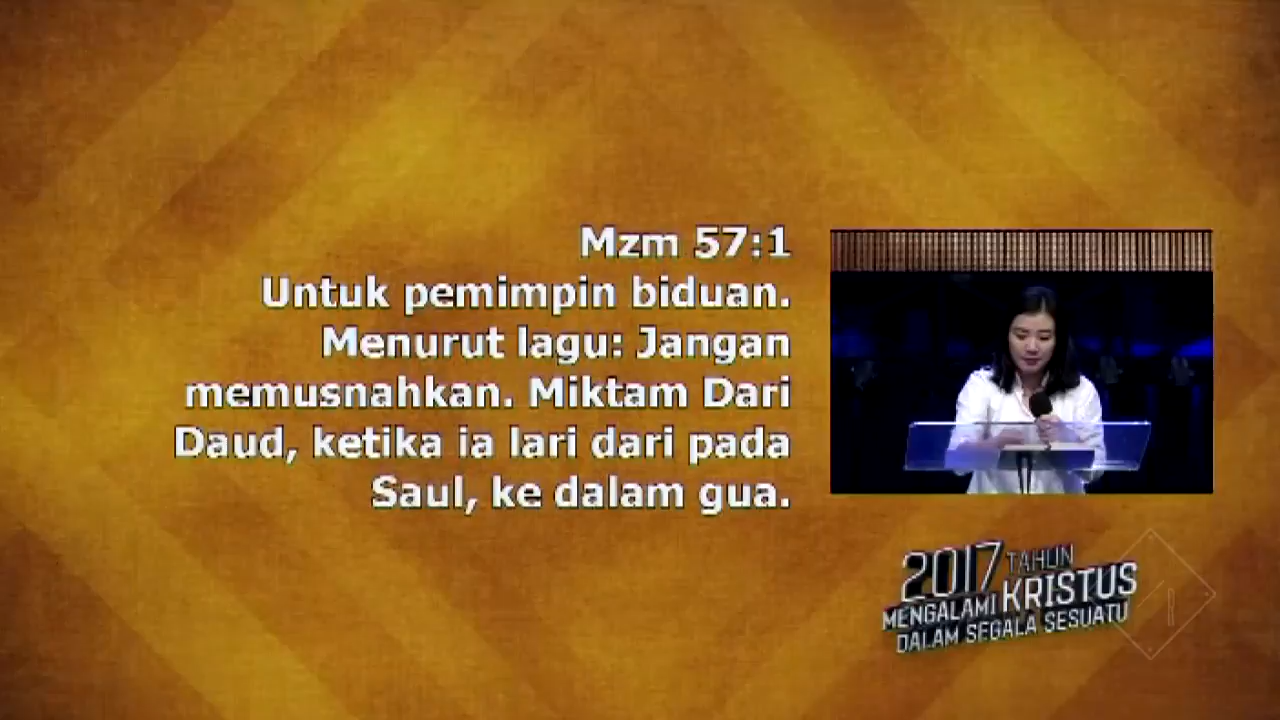 Mzm 57:1
Untuk pemimpin biduan.
Menurut lagu: Jangan
memusnahkan. Miktam Dari
Daud, ketika ia lari dari pada
Saul, ke dalam gua.
2017 TAHUN
MENGALAMI KRISTUS
DALAM SEGALA SESUATU